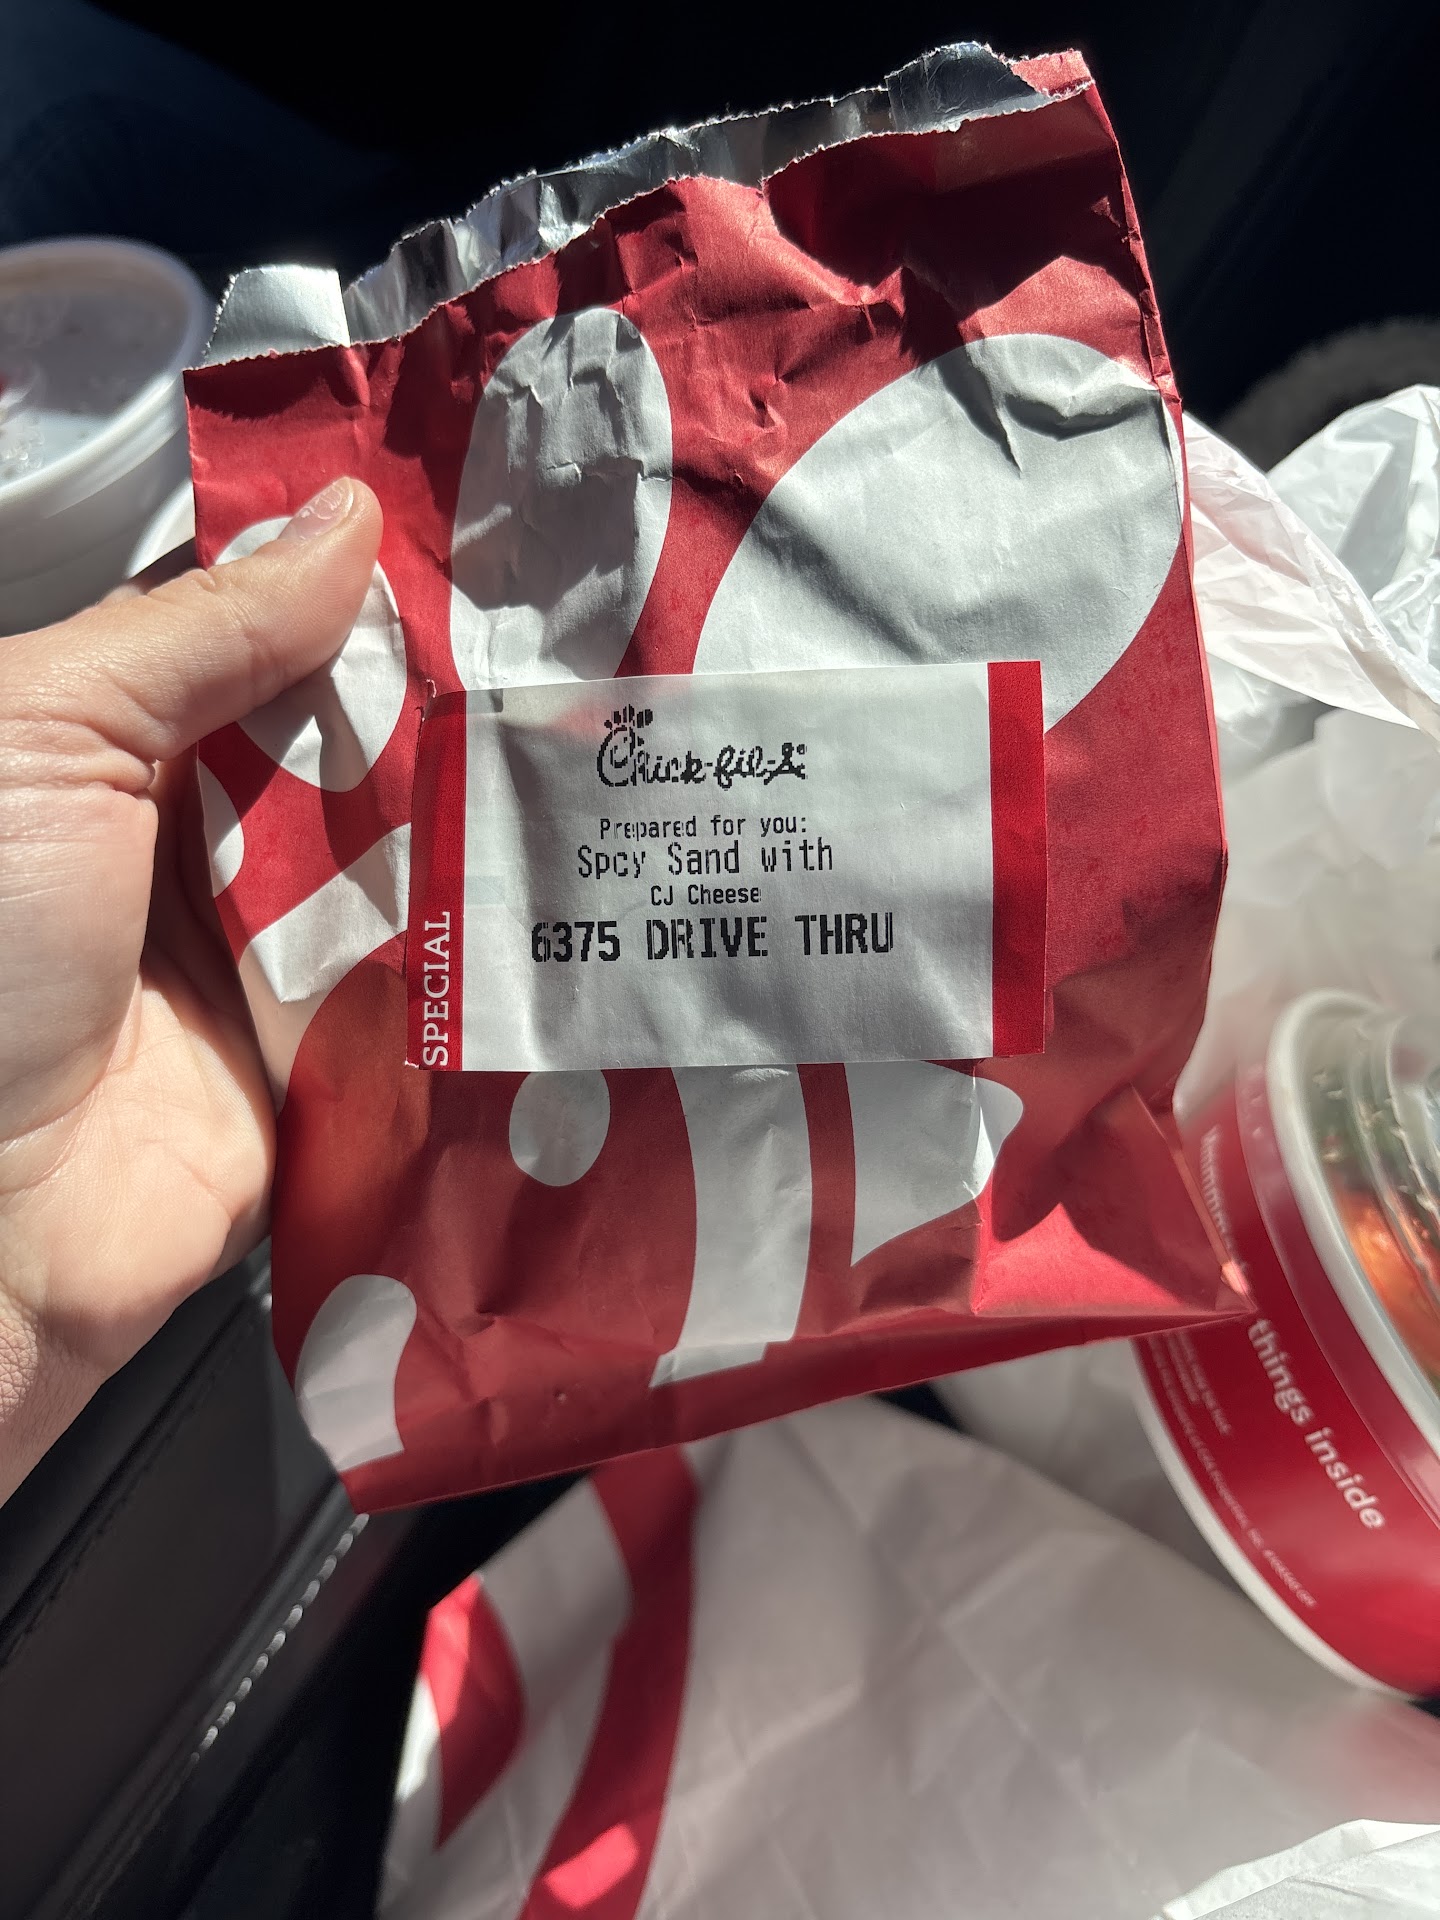 Chick-fil-A
Prepared for you:
Spcy Sand with
CJ Cheese
6375 DRIVE THRU
SPECIAL
things inside